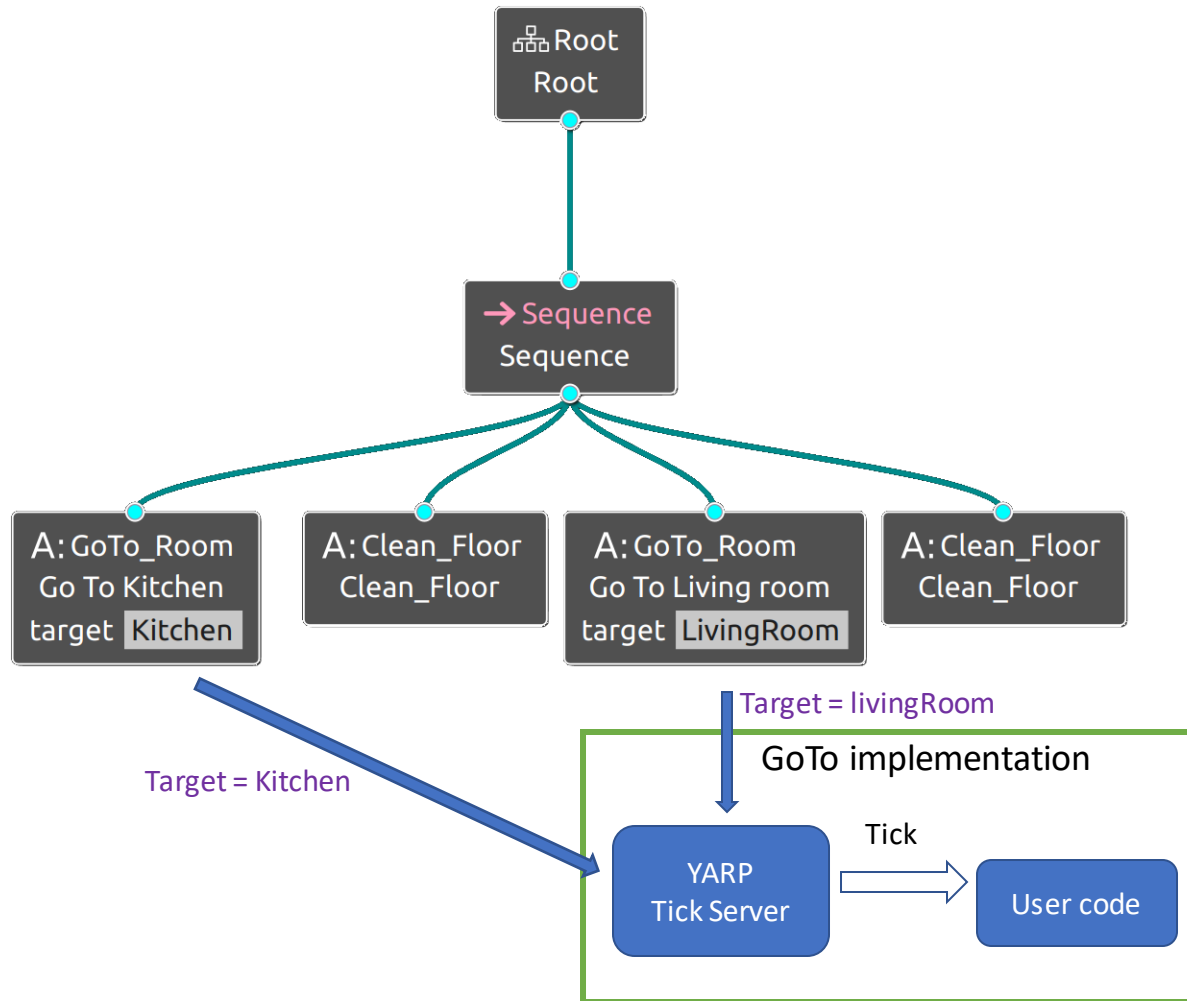 Root
Root
→ Sequence
Sequence
A: GoTo_Room
Go To Kitchen
target Kitchen
A: Clean_Floor
Clean_Floor
A: GoTo_Room
Go To Living room
target LivingRoom
A: Clean_Floor
Clean_Floor
Target = Kitchen
Target = livingRoom
GoTo implementation
YARP
Tick Server
Tick
User code